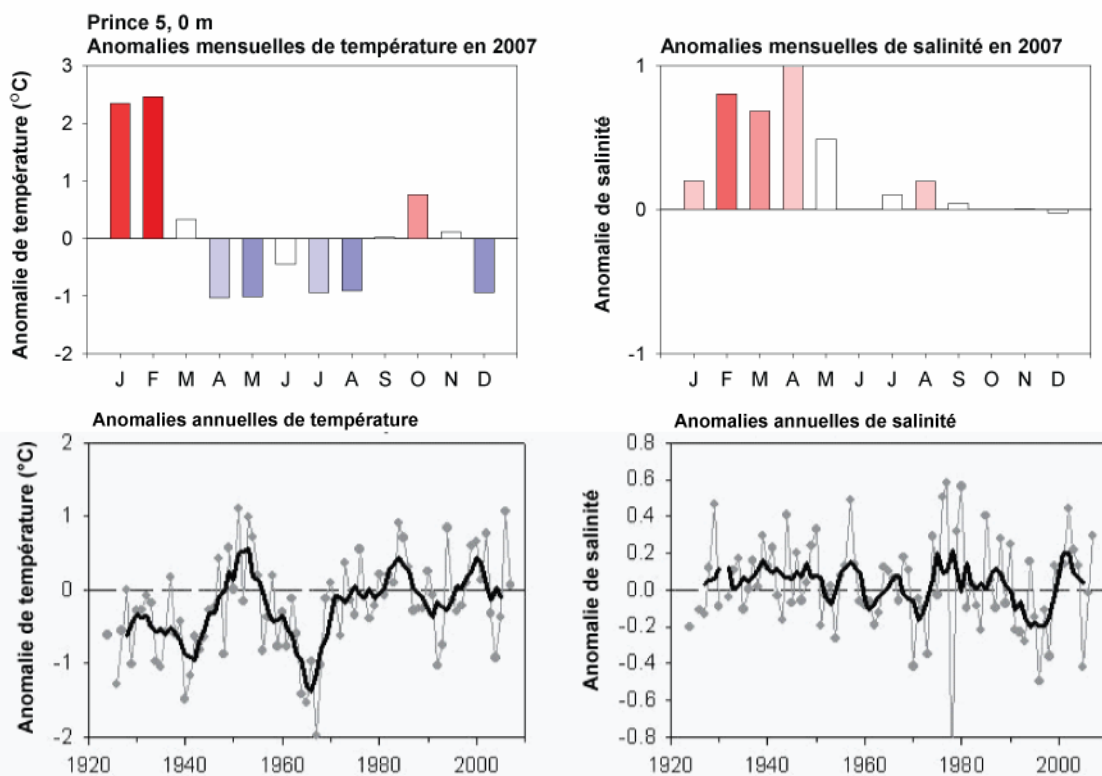 Prince 5, 0 m
Anomalies mensuelles de température en 2007
Anomalie de température (°C)
3
2
1
0
-1
-2
J F M A M J J A S O N D
Anomalies mensuelles de salinité en 2007
Anomalie de salinité
1
0
-1
J F M A M J J A S O N D
Anomalies annuelles de température
Anomalie de température (°C)
2
1
0
-1
-2
1920 1940 1960 1980 2000
Anomalies annuelles de salinité
Anomalie de salinité
0.8
0.6
0.4
0.2
0.0
-0.2
-0.4
-0.6
-0.8
1920 1940 1960 1980 2000